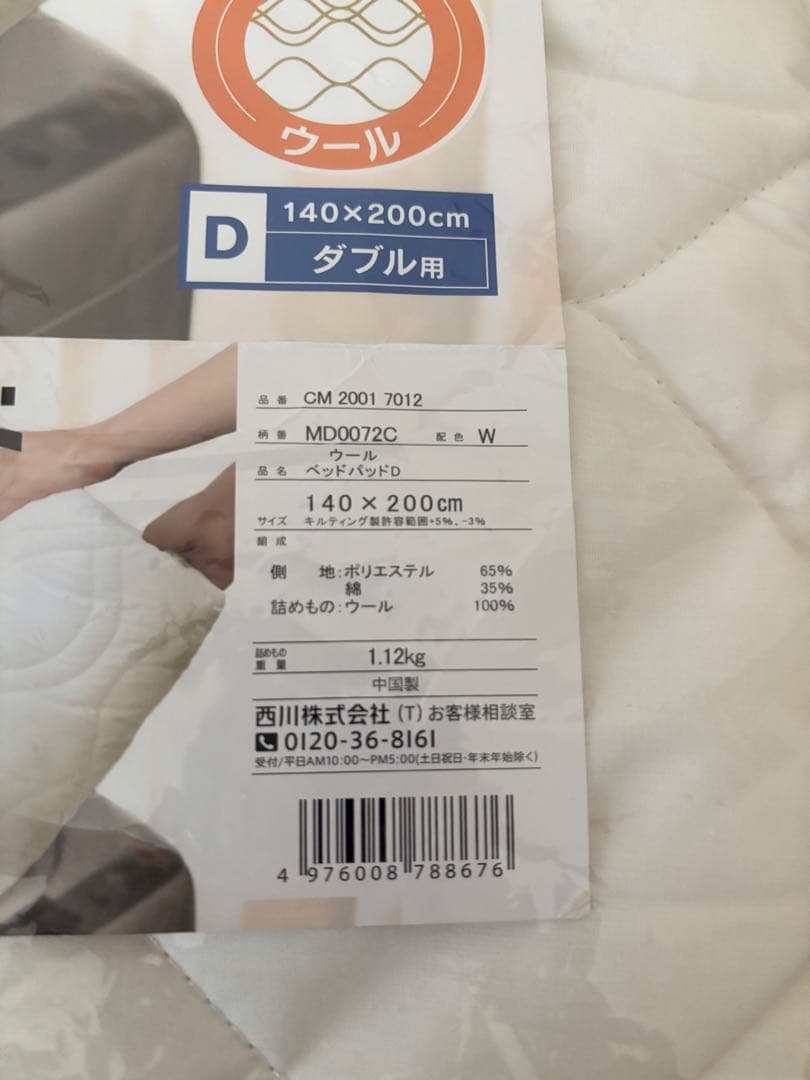 ウール
D
140×200cm
ダブル用
品番 CM 2001 7012
柄番 MD0072C 配色 W
ウール
品名 ベッドパッドD
140×200cm
サイズ キルティング製許容範囲+5%、-3%
組成
側 地:ポリエステル 65%
綿 35%
詰めもの:ウール 100%
詰めもの
重量 1.12kg
中国製
西川株式会社(T)お客様相談室
0120-36-8161
受付/平日AM10:00〜PM5:00(土日祝日・年末年始除く)
4 976008 788676